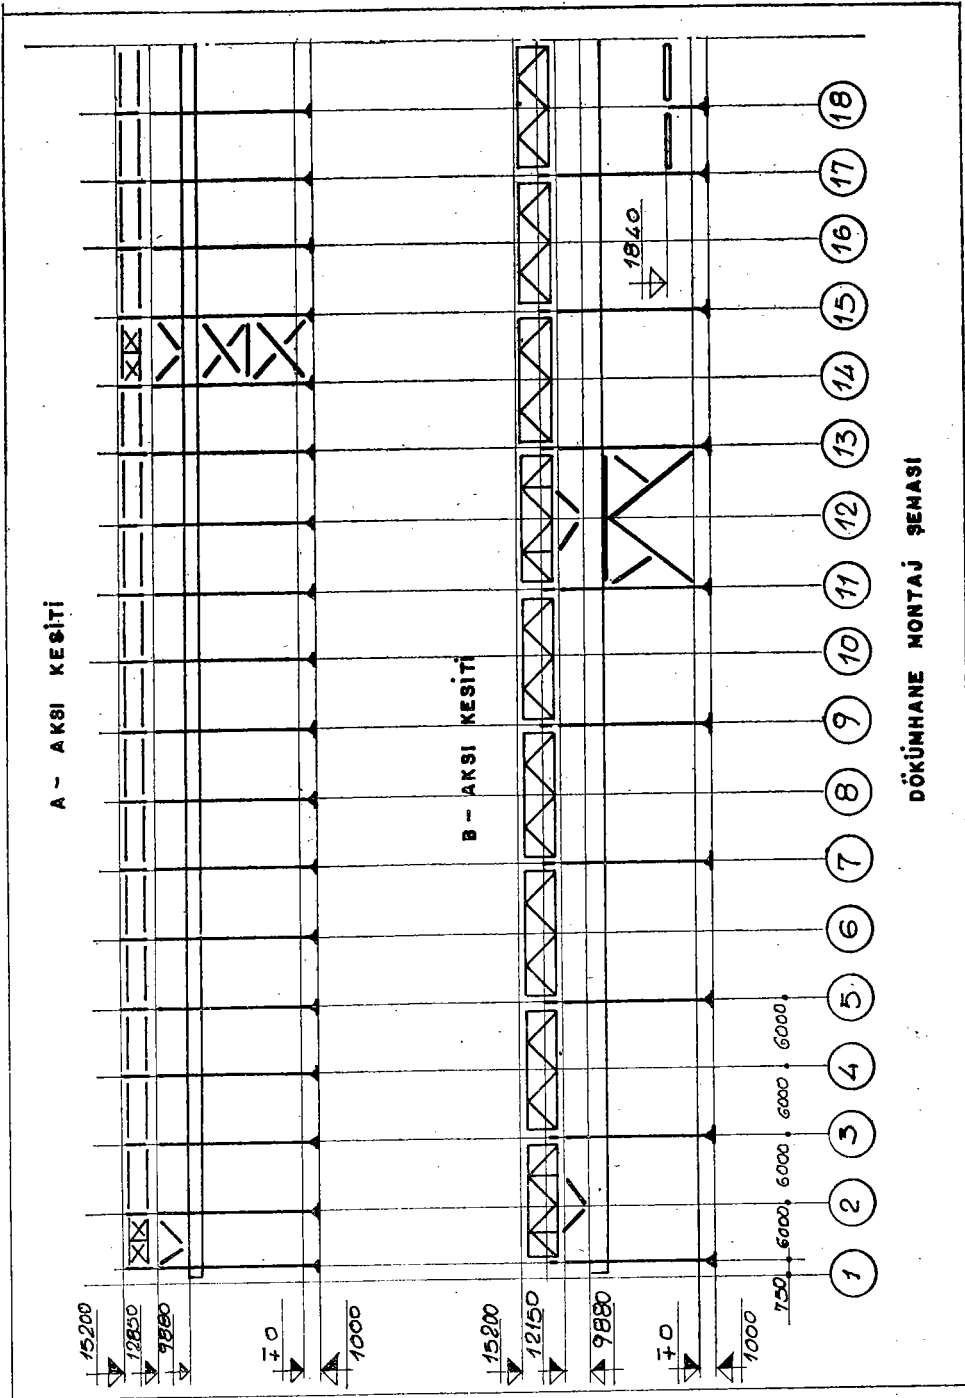 A - AKSI KESİTİ
15200
12850
9880
∓0
1000
B - AKSI KESİTİ
15200
12150
9880
∓0
1000
1840
750 6000 6000 6000 6000
1 2 3 4 5 6 7 8 9 10 11 12 13 14 15 16 17 18
DÖKÜMHANE MONTAJ ŞEMASI